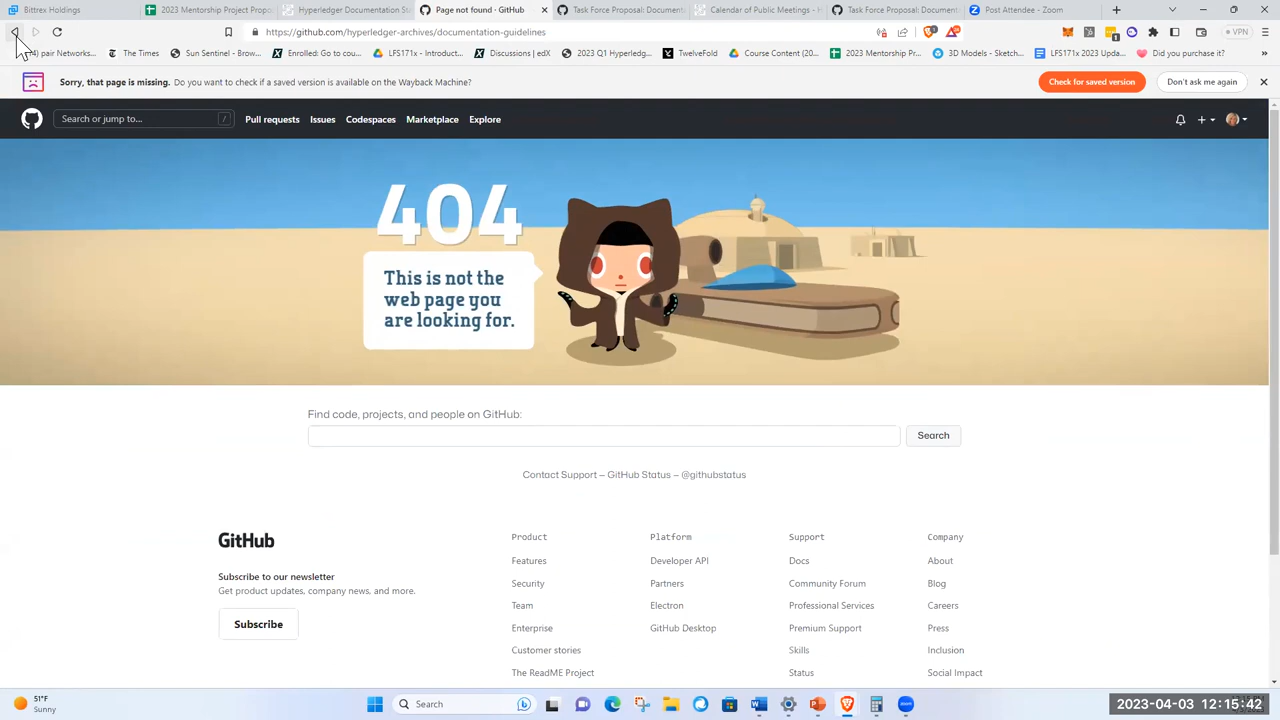 Bittrex Holdings
2023 Mentorship Project Propo
Hyperledger Documentation Sta
Page not found · GitHub
Task Force Proposal: Document
Calendar of Public Meetings - H
Task Force Proposal: Document
Post Attendee - Zoom
https://github.com/hyperledger-archives/documentation-guidelines
VPN
pair Networks...
The Times
Sun Sentinel - Brow...
Enrolled: Go to cou...
LFS171 - Introducti...
Discussions | edX
2023 Q1 Hyperledg...
TwelveFold
Course Content (20...
2023 Mentorship Pr...
3D Models - Sketch...
LFS171x 2023 Upda...
Did you purchase it?
»
Sorry, that page is missing. Do you want to check if a saved version is available on the Wayback Machine?
Check for saved version
Don't ask me again
Search or jump to...
/
Pull requests
Issues
Codespaces
Marketplace
Explore
404
This is not the
web page you
are looking for.
Find code, projects, and people on GitHub:
Search
Contact Support — GitHub Status — @githubstatus
GitHub
Subscribe to our newsletter
Get product updates, company news, and more.
Subscribe
Product
Features
Security
Team
Enterprise
Customer stories
The ReadME Project
Platform
Developer API
Partners
Electron
GitHub Desktop
Support
Docs
Community Forum
Professional Services
Premium Support
Skills
Status
Company
About
Blog
Careers
Press
Inclusion
Social Impact
51°F
Sunny
Search
2023-04-03 12:15:42